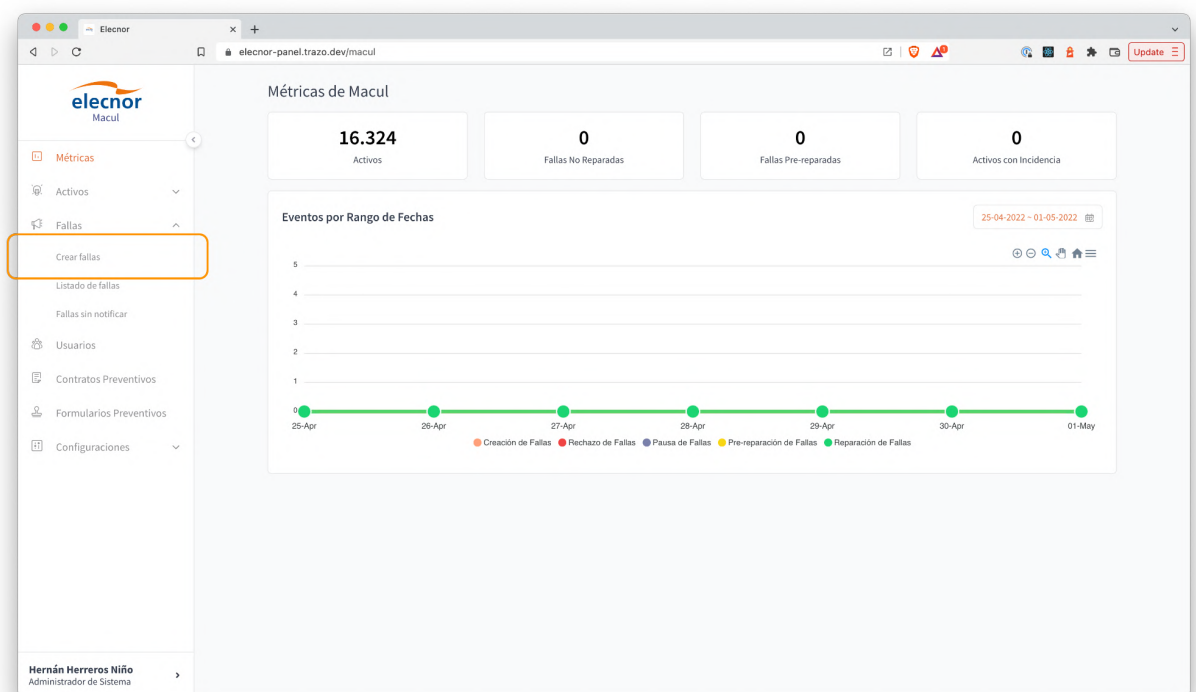 Elecnor
elecnor-panel.trazo.dev/macul
Update
elecnor
Macul
Métricas
Activos
Fallas
Crear fallas
Listado de fallas
Fallas sin notificar
Usuarios
Contratos Preventivos
Formularios Preventivos
Configuraciones
Hernán Herreros Niño
Administrador de Sistema
Métricas de Macul
16.324
Activos
0
Fallas No Reparadas
0
Fallas Pre-reparadas
0
Activos con Incidencia
Eventos por Rango de Fechas
25-04-2022 ~ 01-05-2022
5
4
3
2
1
0
25-Apr 26-Apr 27-Apr 28-Apr 29-Apr 30-Apr 01-May
Creación de Fallas Rechazo de Fallas Pausa de Fallas Pre-reparación de Fallas Reparación de Fallas